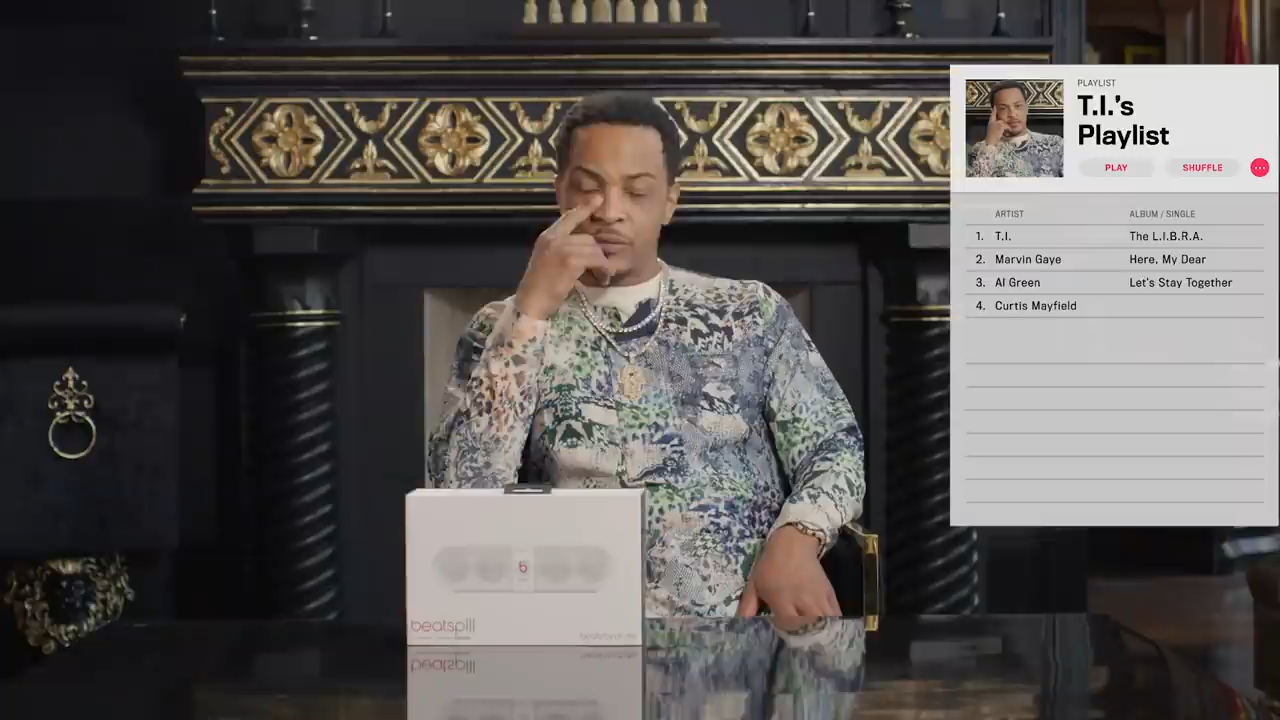 PLAYLIST
T.I.'s
Playlist
PLAY
SHUFFLE
ARTIST
ALBUM / SINGLE
1. T.I. The L.I.B.R.A.
2. Marvin Gaye Here, My Dear
3. Al Green Let's Stay Together
4. Curtis Mayfield
b
beatspill